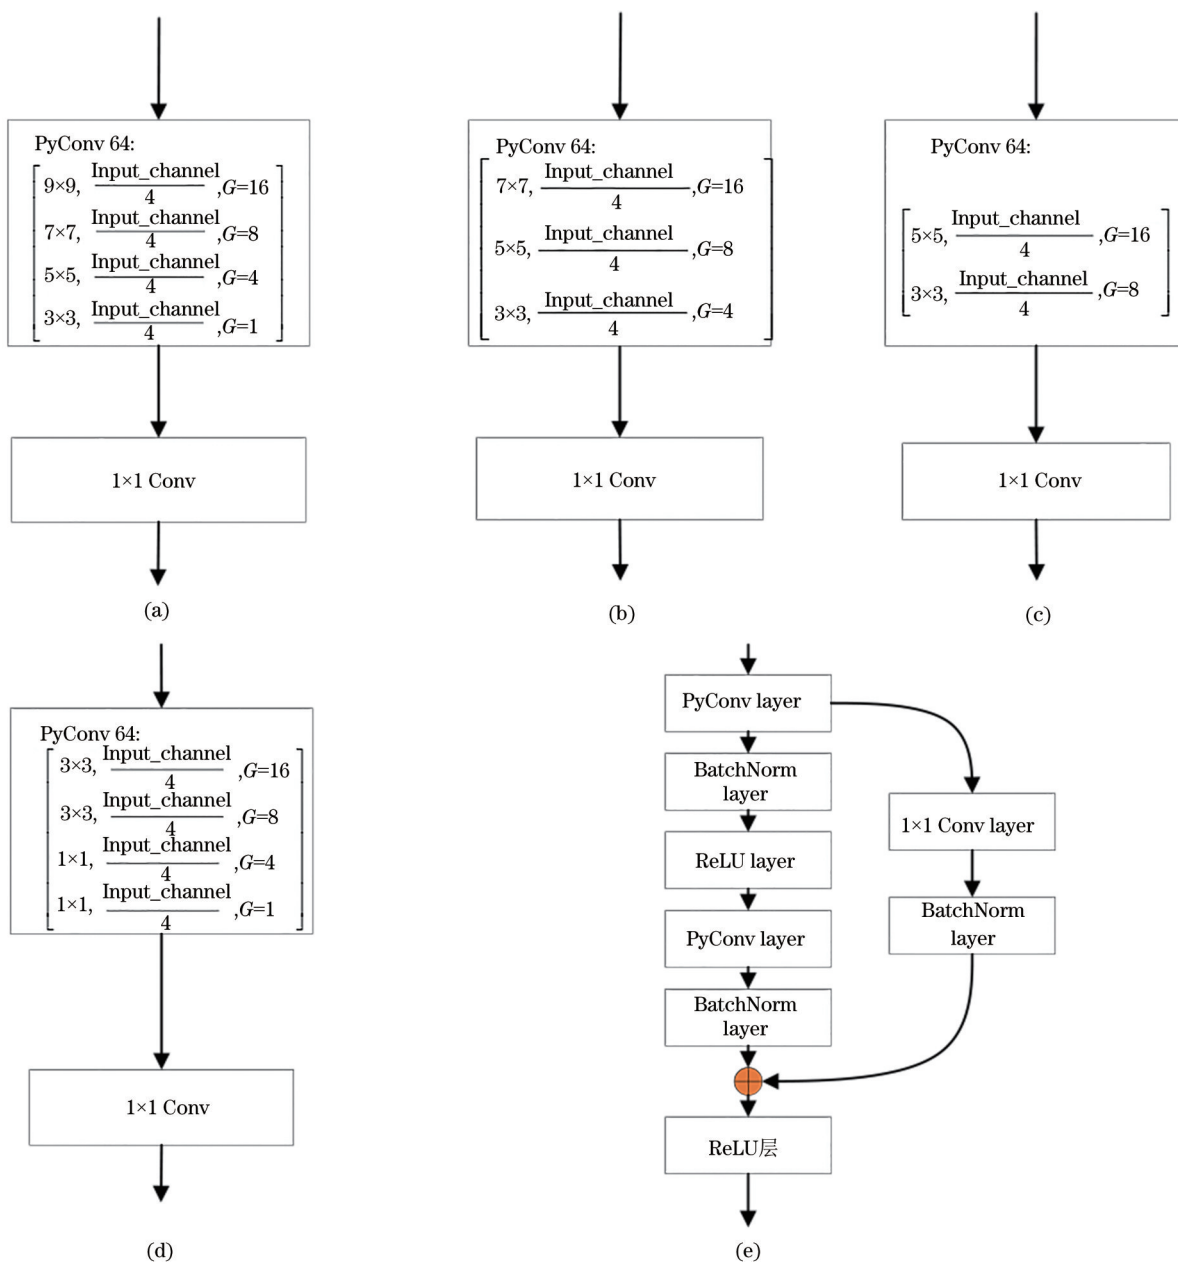 PyConv 64:
9×9, Input_channel/4 ,G=16
7×7, Input_channel/4 ,G=8
5×5, Input_channel/4 ,G=4
3×3, Input_channel/4 ,G=1
1×1 Conv
(a)
PyConv 64:
7×7, Input_channel/4 ,G=16
5×5, Input_channel/4 ,G=8
3×3, Input_channel/4 ,G=4
1×1 Conv
(b)
PyConv 64:
5×5, Input_channel/4 ,G=16
3×3, Input_channel/4 ,G=8
1×1 Conv
(c)
PyConv 64:
3×3, Input_channel/4 ,G=16
3×3, Input_channel/4 ,G=8
1×1, Input_channel/4 ,G=4
1×1, Input_channel/4 ,G=1
1×1 Conv
(d)
PyConv layer
BatchNorm
layer
ReLU layer
PyConv layer
BatchNorm
layer
1×1 Conv layer
BatchNorm
layer
ReLU层
(e)